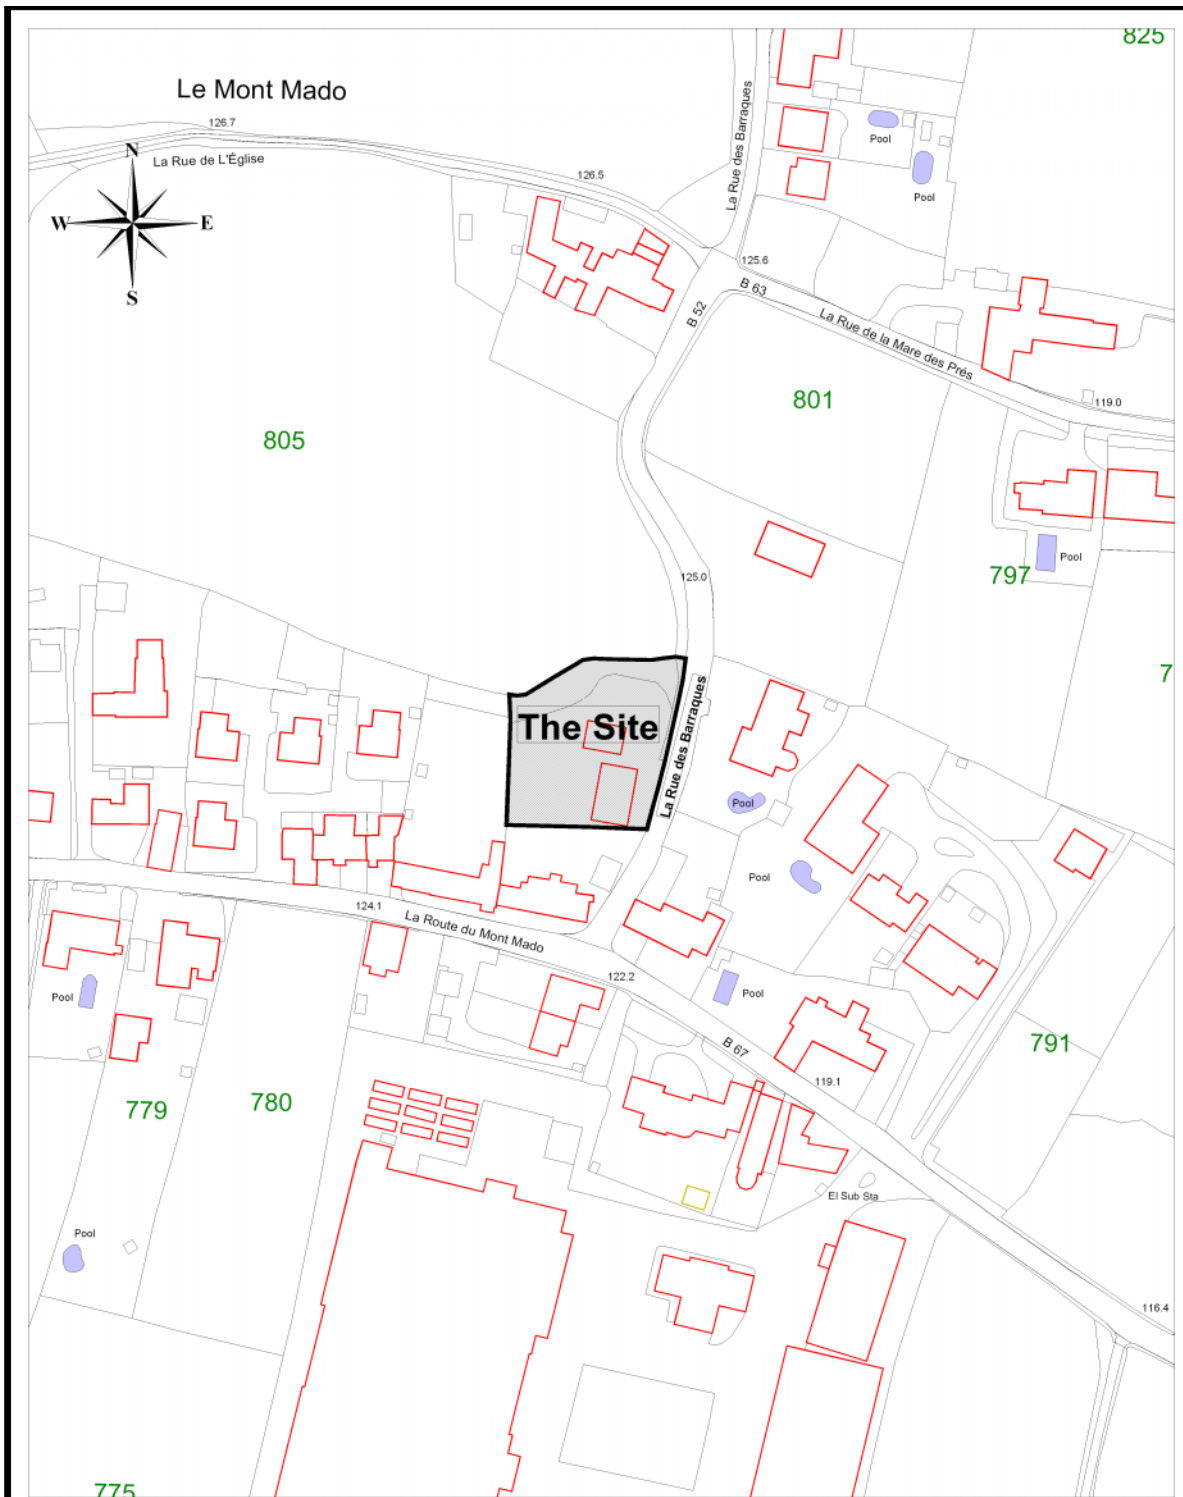 825
Le Mont Mado
126.7
La Rue de L'Église
N
W E
S
126.5
La Rue des Barraques
Pool
Pool
125.6
B 63
B 52
La Rue de la Mare des Prés
119.0
801
805
797
Pool
125.0
7
The Site
La Rue des Barraques
Pool
Pool
124.1
La Route du Mont Mado
122.2
Pool
Pool
B 67
791
119.1
779
780
El Sub Sta
Pool
116.4
775